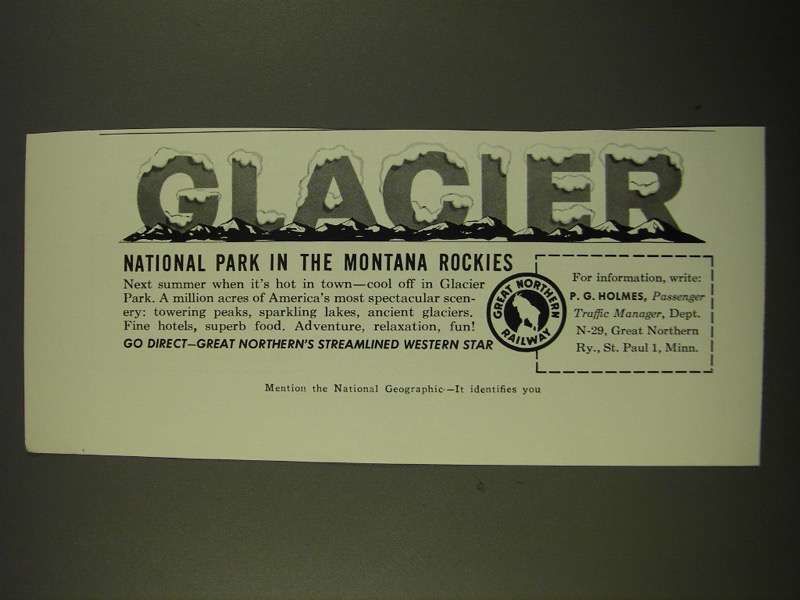 GLACIER
NATIONAL PARK IN THE MONTANA ROCKIES
Next summer when it's hot in town—cool off in Glacier
Park. A million acres of America's most spectacular scen-
ery: towering peaks, sparkling lakes, ancient glaciers.
Fine hotels, superb food. Adventure, relaxation, fun!
GO DIRECT—GREAT NORTHERN'S STREAMLINED WESTERN STAR
GREAT NORTHERN
RAILWAY
For information, write:
P. G. HOLMES, Passenger
Traffic Manager, Dept.
N-29, Great Northern
Ry., St. Paul 1, Minn.
Mention the National Geographic—It identifies you